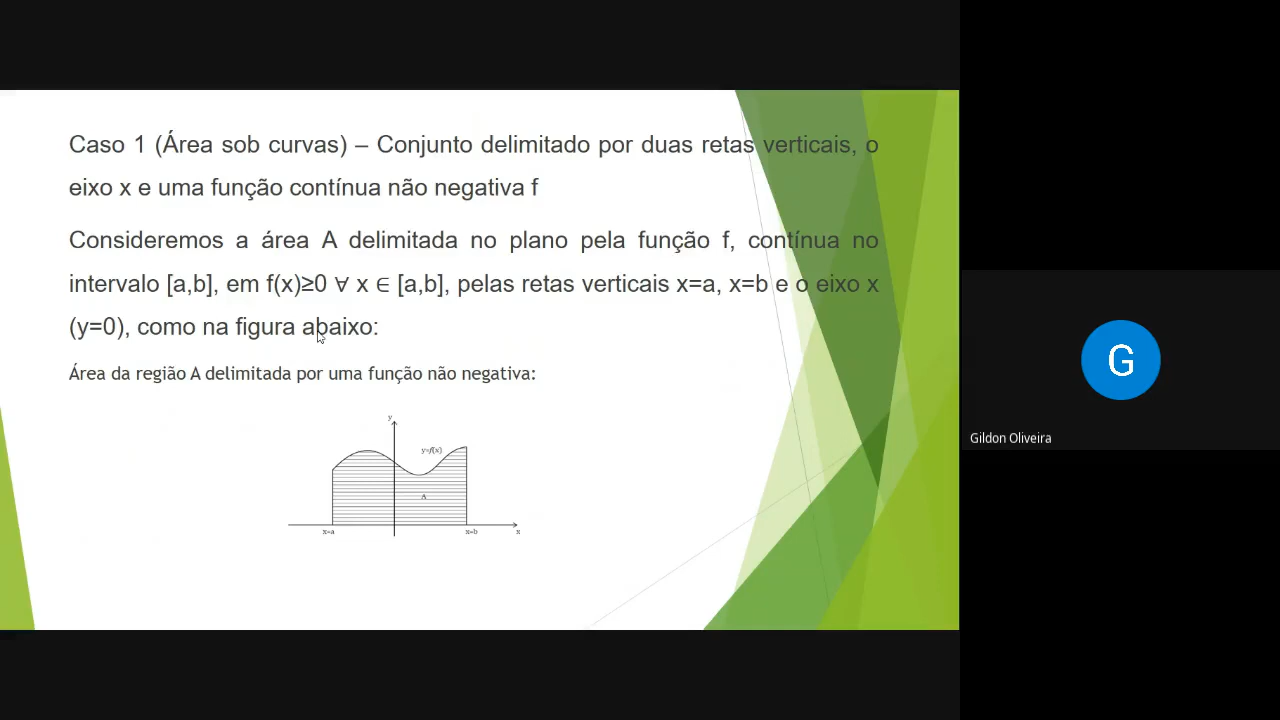 Caso 1 (Área sob curvas) – Conjunto delimitado por duas retas verticais, o
eixo x e uma função contínua não negativa f
Consideremos a área A delimitada no plano pela função f, contínua no
intervalo [a,b], em f(x)≥0 ∀ x ∈ [a,b], pelas retas verticais x=a, x=b e o eixo x
(y=0), como na figura abaixo:
Área da região A delimitada por uma função não negativa:
y
y=f(x)
A
x=a
x=b
x
G
Gildon Oliveira